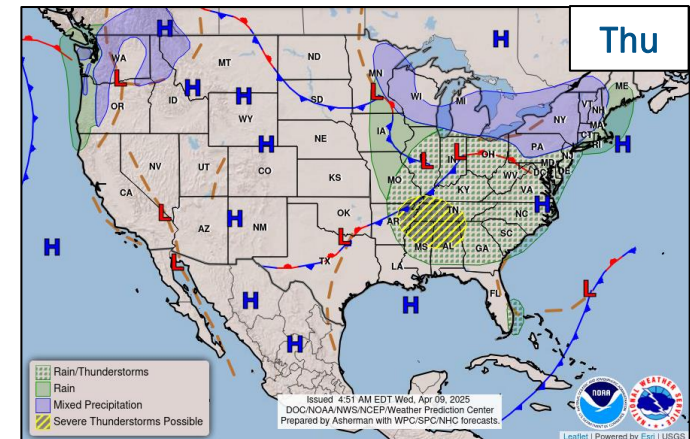 Thu
WA
MT
ND
MN
ME
OR
ID
SD
WI
MI
VT
NH
NY
MA
CT
RI
WY
IA
PA
NJ
NE
IN
OH
MD
DE
DC
NV
UT
CO
KS
MO
WV
VA
KY
CA
AZ
NM
OK
AR
TN
NC
SC
MS
AL
GA
TX
LA
FL
H
H
H
H
H
H
H
H
H
H
H
H
H
L
L
L
L
L
L
L
L
Rain/Thunderstorms
Rain
Mixed Precipitation
Severe Thunderstorms Possible
Issued 4:51 AM EDT Wed, Apr 09, 2025
DOC/NOAA/NWS/NCEP/Weather Prediction Center
Prepared by Asherman with WPC/SPC/NHC forecasts.
NOAA
NATIONAL WEATHER SERVICE
Leaflet | Powered by Esri | USGS